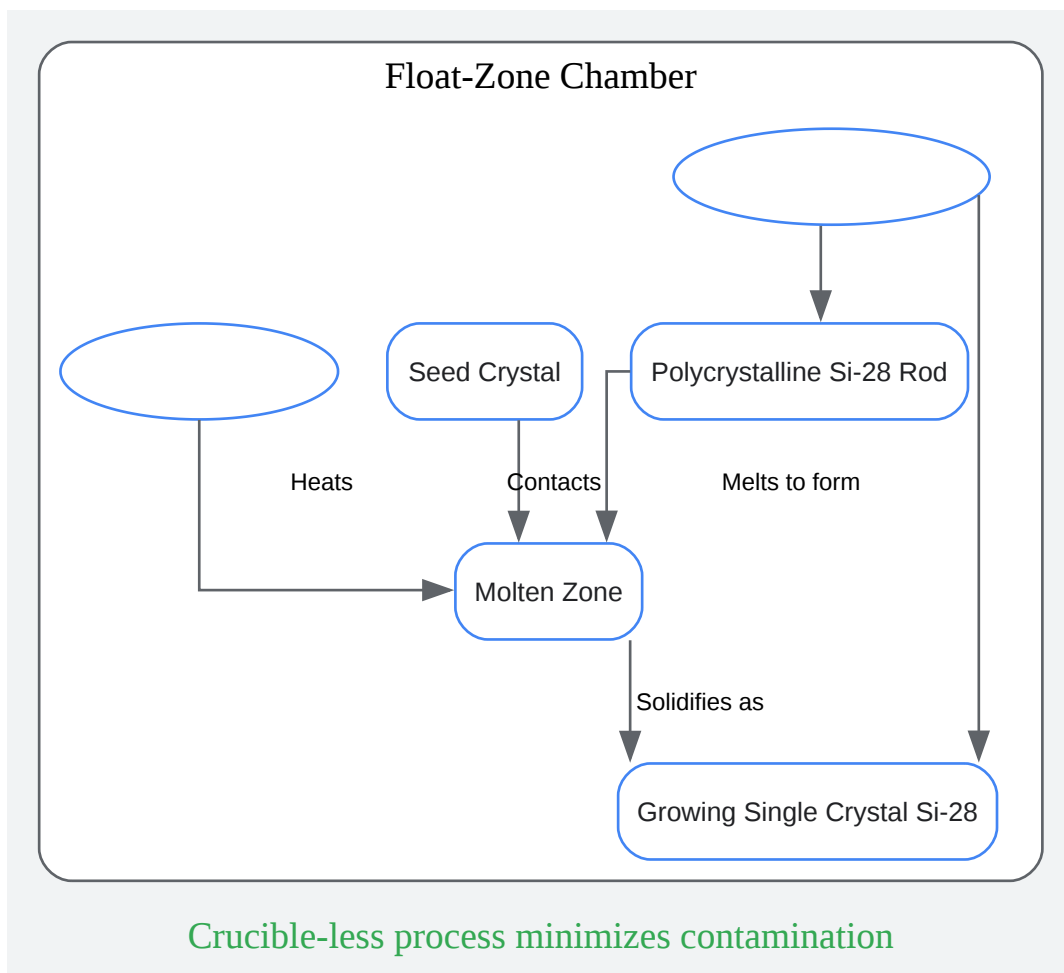 Float-Zone Chamber
Seed Crystal
Polycrystalline Si-28 Rod
Heats
Contacts
Melts to form
Molten Zone
Solidifies as
Growing Single Crystal Si-28
Crucible-less process minimizes contamination